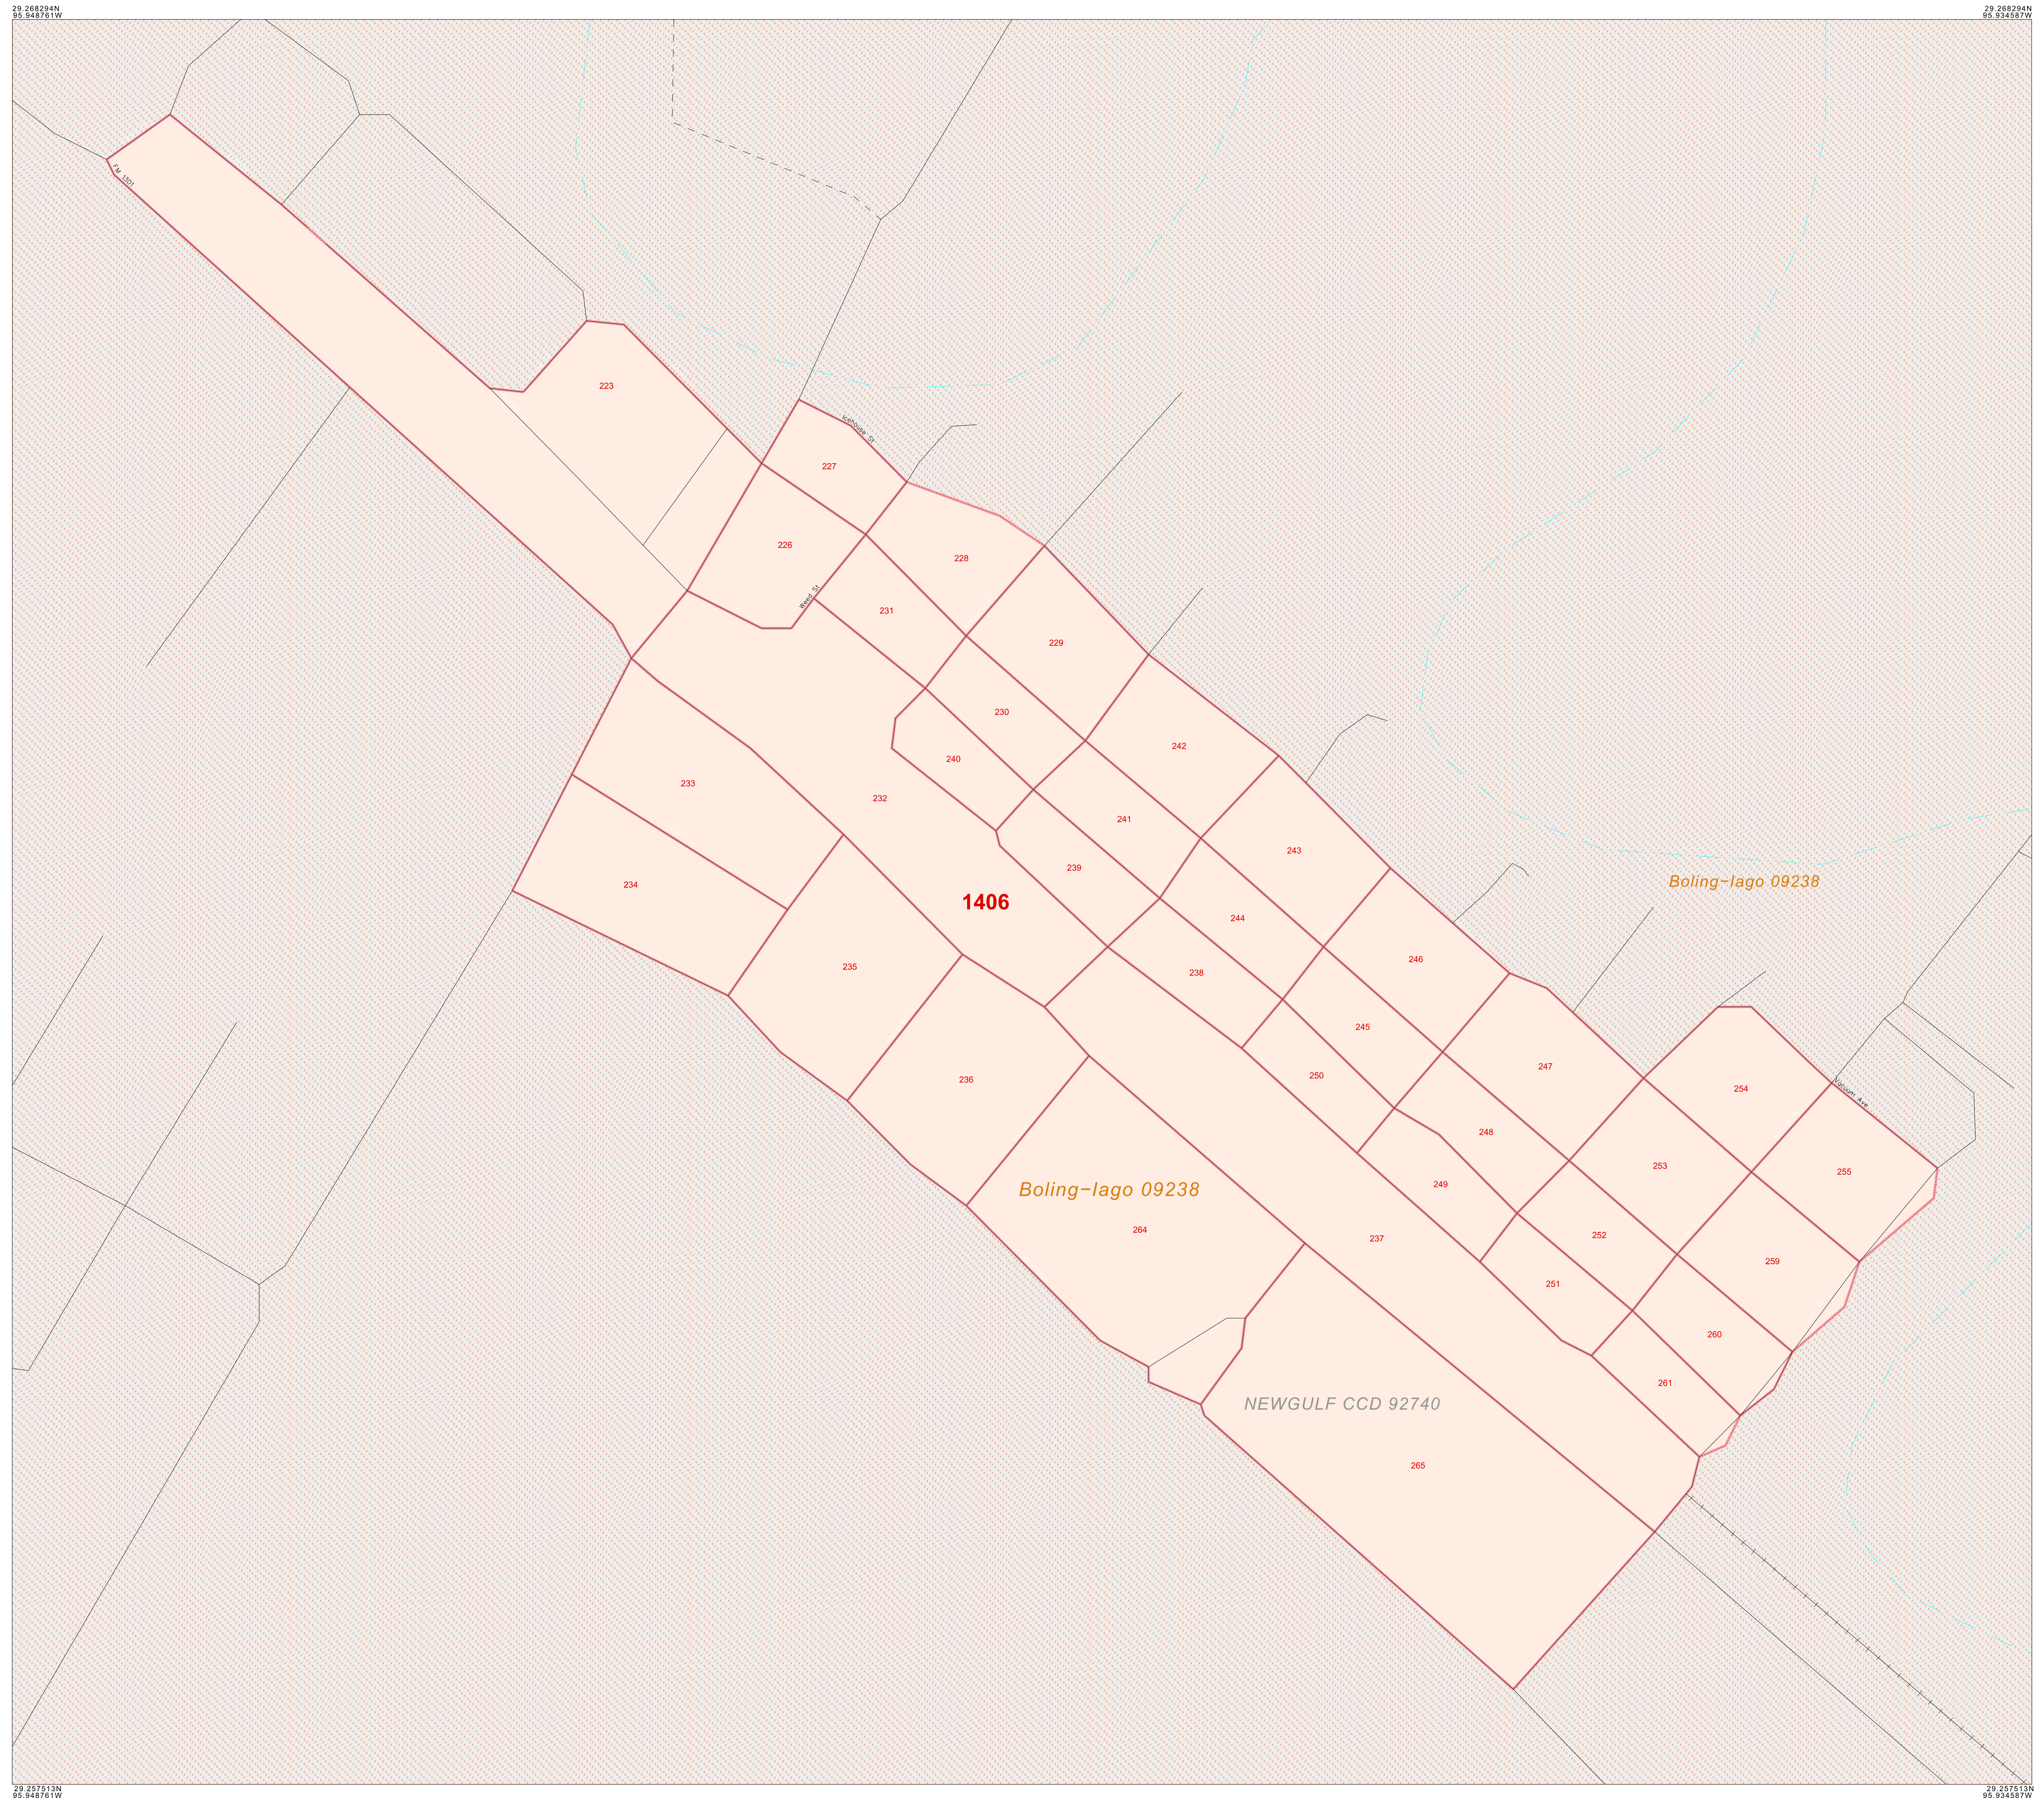 29.268294N
95.948761W
29.268294N
95.934587W
FM 1301
223
Icehouse St
227
226
228
Weed St
231
229
230
242
240
233
232
241
243
239
234
Boling-Iago 09238
1406
244
246
235
238
245
247
236
250
254
Vacuum Ave
248
253
255
249
Boling-Iago 09238
264
237
252
259
251
260
261
NEWGULF CCD 92740
265
29.257513N
95.948761W
29.257513N
95.934587W